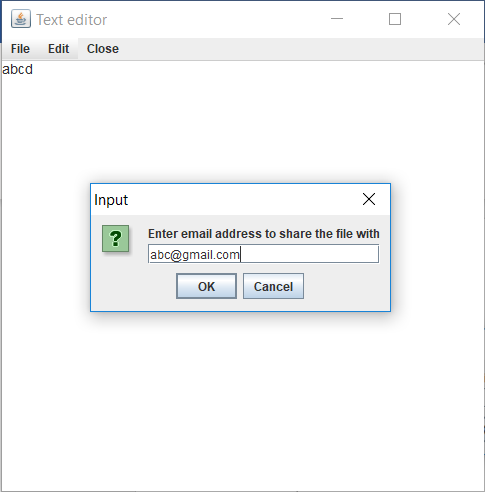 Text editor
File Edit Close
abcd
Input
?
Enter email address to share the file with
abc@gmail.com
OK Cancel